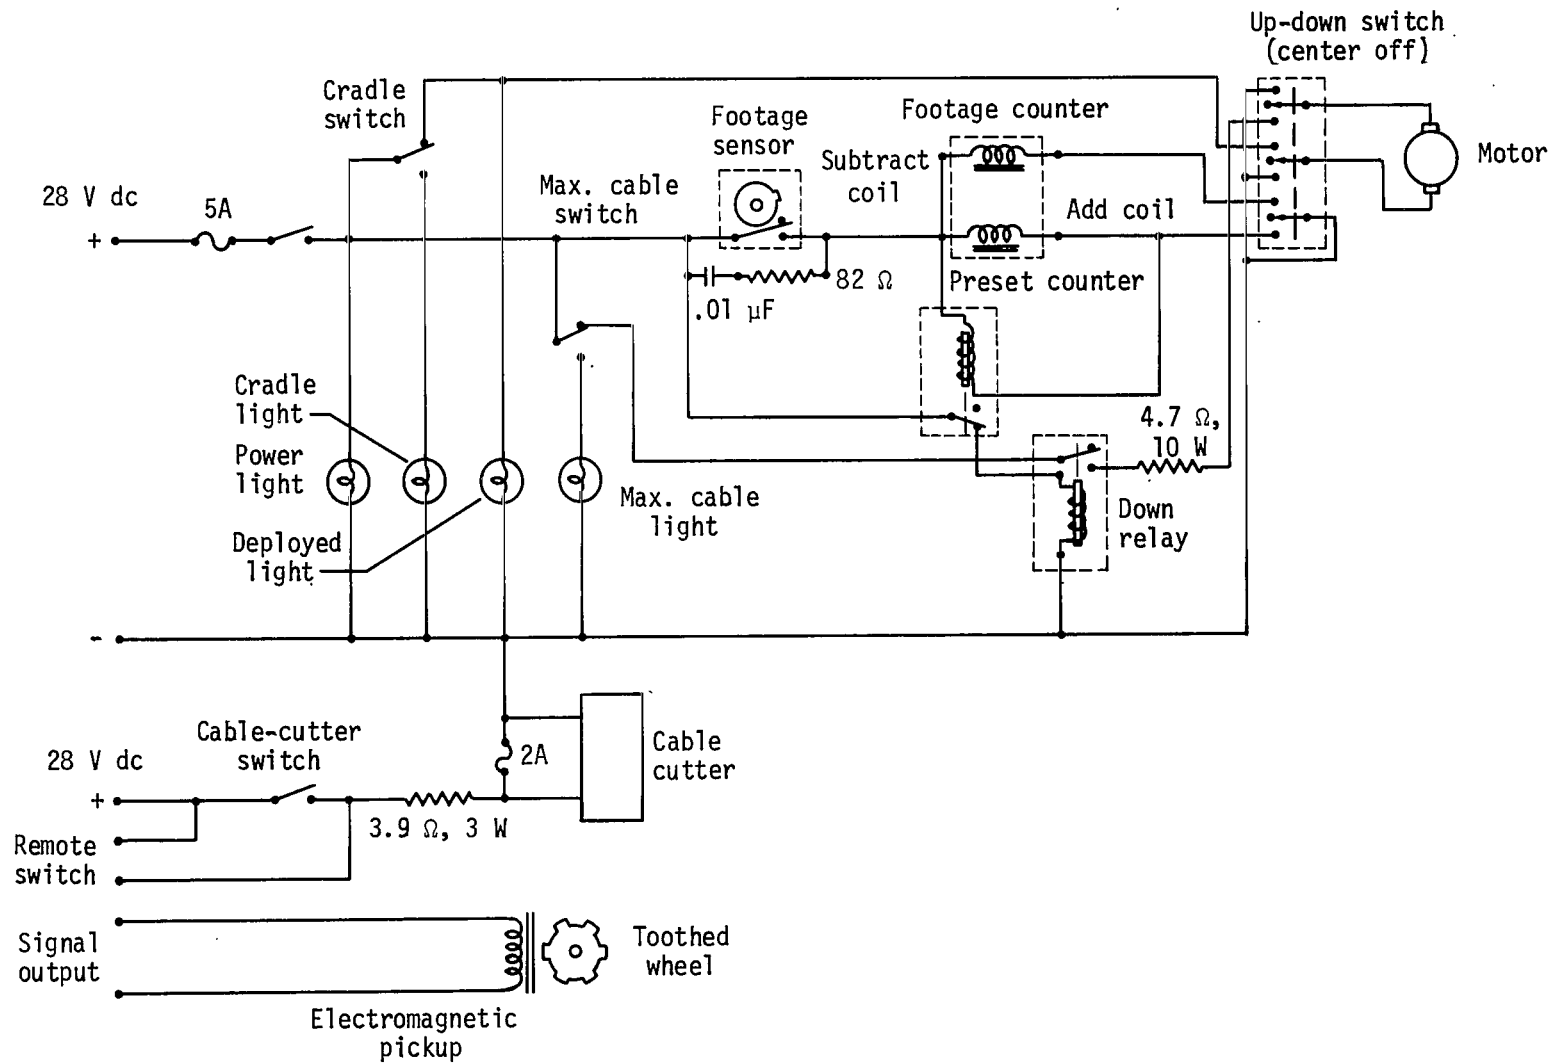 Up-down switch
(center off)
Cradle
switch
Footage
sensor
Footage counter
Subtract
coil
Motor
28 V dc
5A
Max. cable
switch
Add coil
+
82 Ω
Preset counter
.01 µF
Cradle
light
4.7 Ω,
10 W
Power
light
Max. cable
light
Down
relay
Deployed
light
-
Cable-cutter
switch
2A
Cable
cutter
28 V dc
+
3.9 Ω, 3 W
Remote
switch
Signal
output
Toothed
wheel
Electromagnetic
pickup